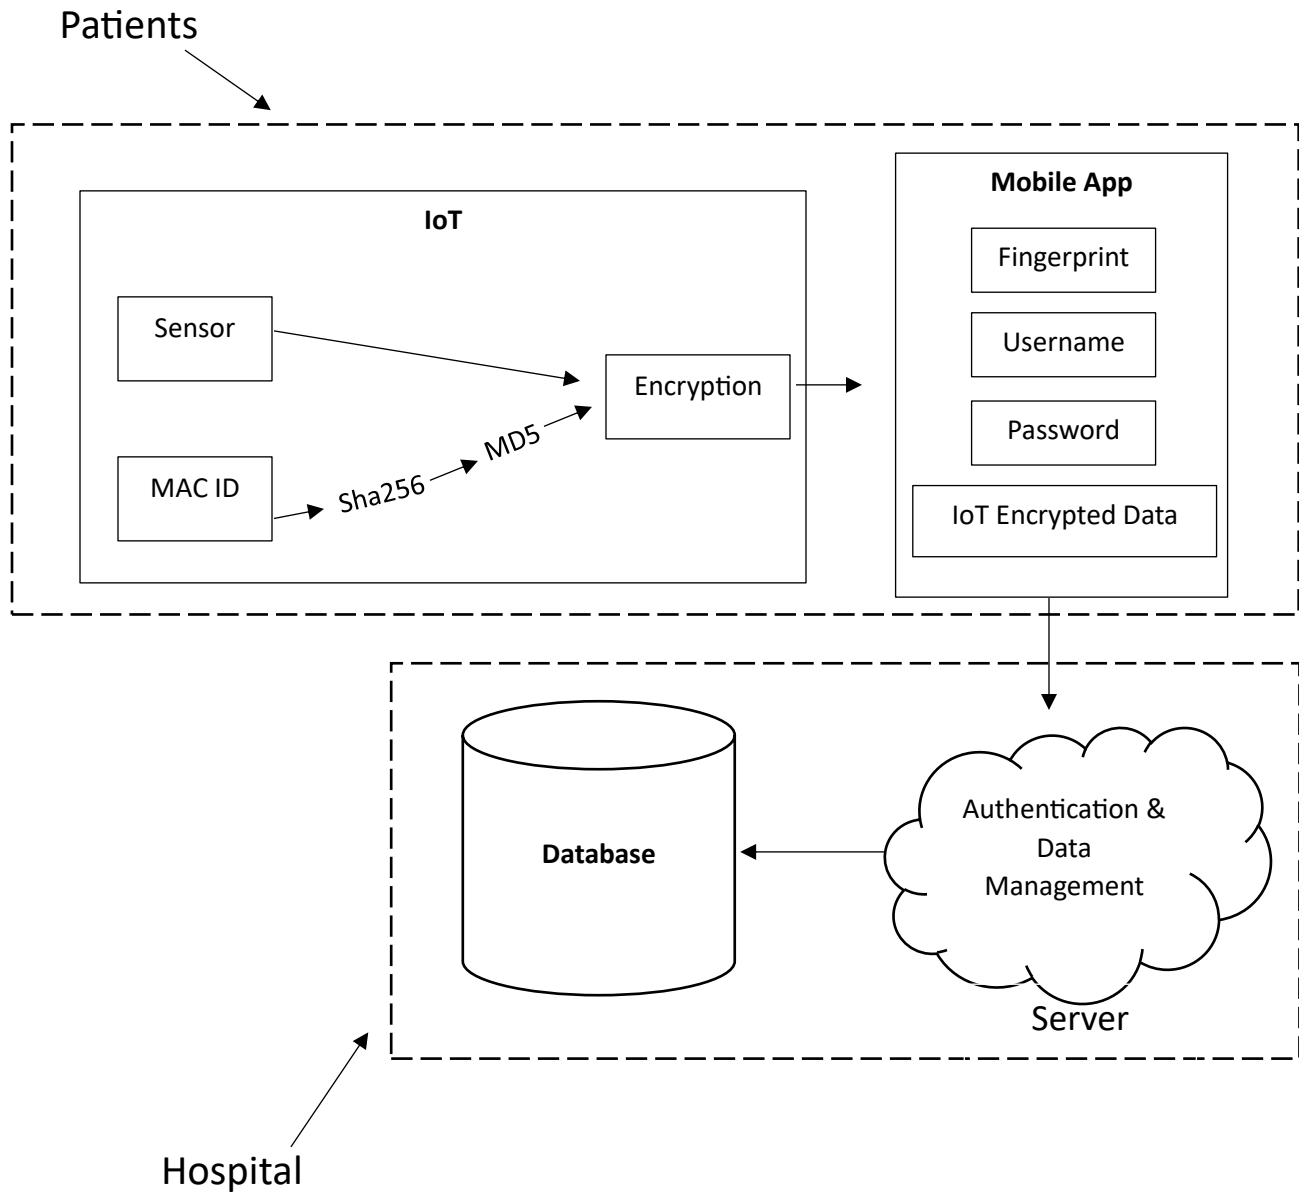 Patients
IoT
Sensor
MAC ID
Sha256
MD5
Encryption
Mobile App
Fingerprint
Username
Password
IoT Encrypted Data
Database
Authentication &
Data
Management
Server
Hospital